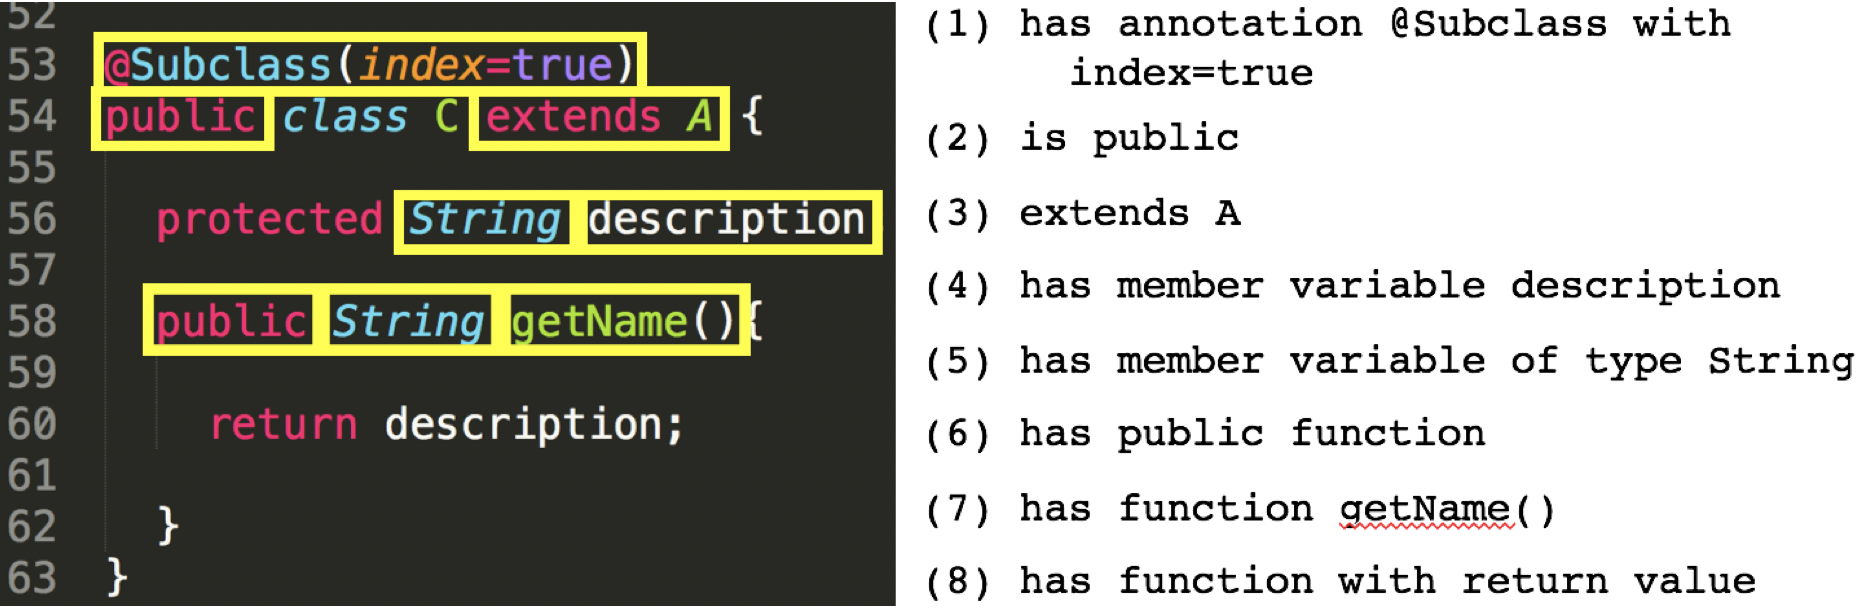 52
53 @Subclass(index=true)
54 public class C extends A {
55
56 protected String description
57
58 public String getName(){
59
60 return description;
61
62 }
63 }
(1) has annotation @Subclass with
index=true
(2) is public
(3) extends A
(4) has member variable description
(5) has member variable of type String
(6) has public function
(7) has function getName()
(8) has function with return value